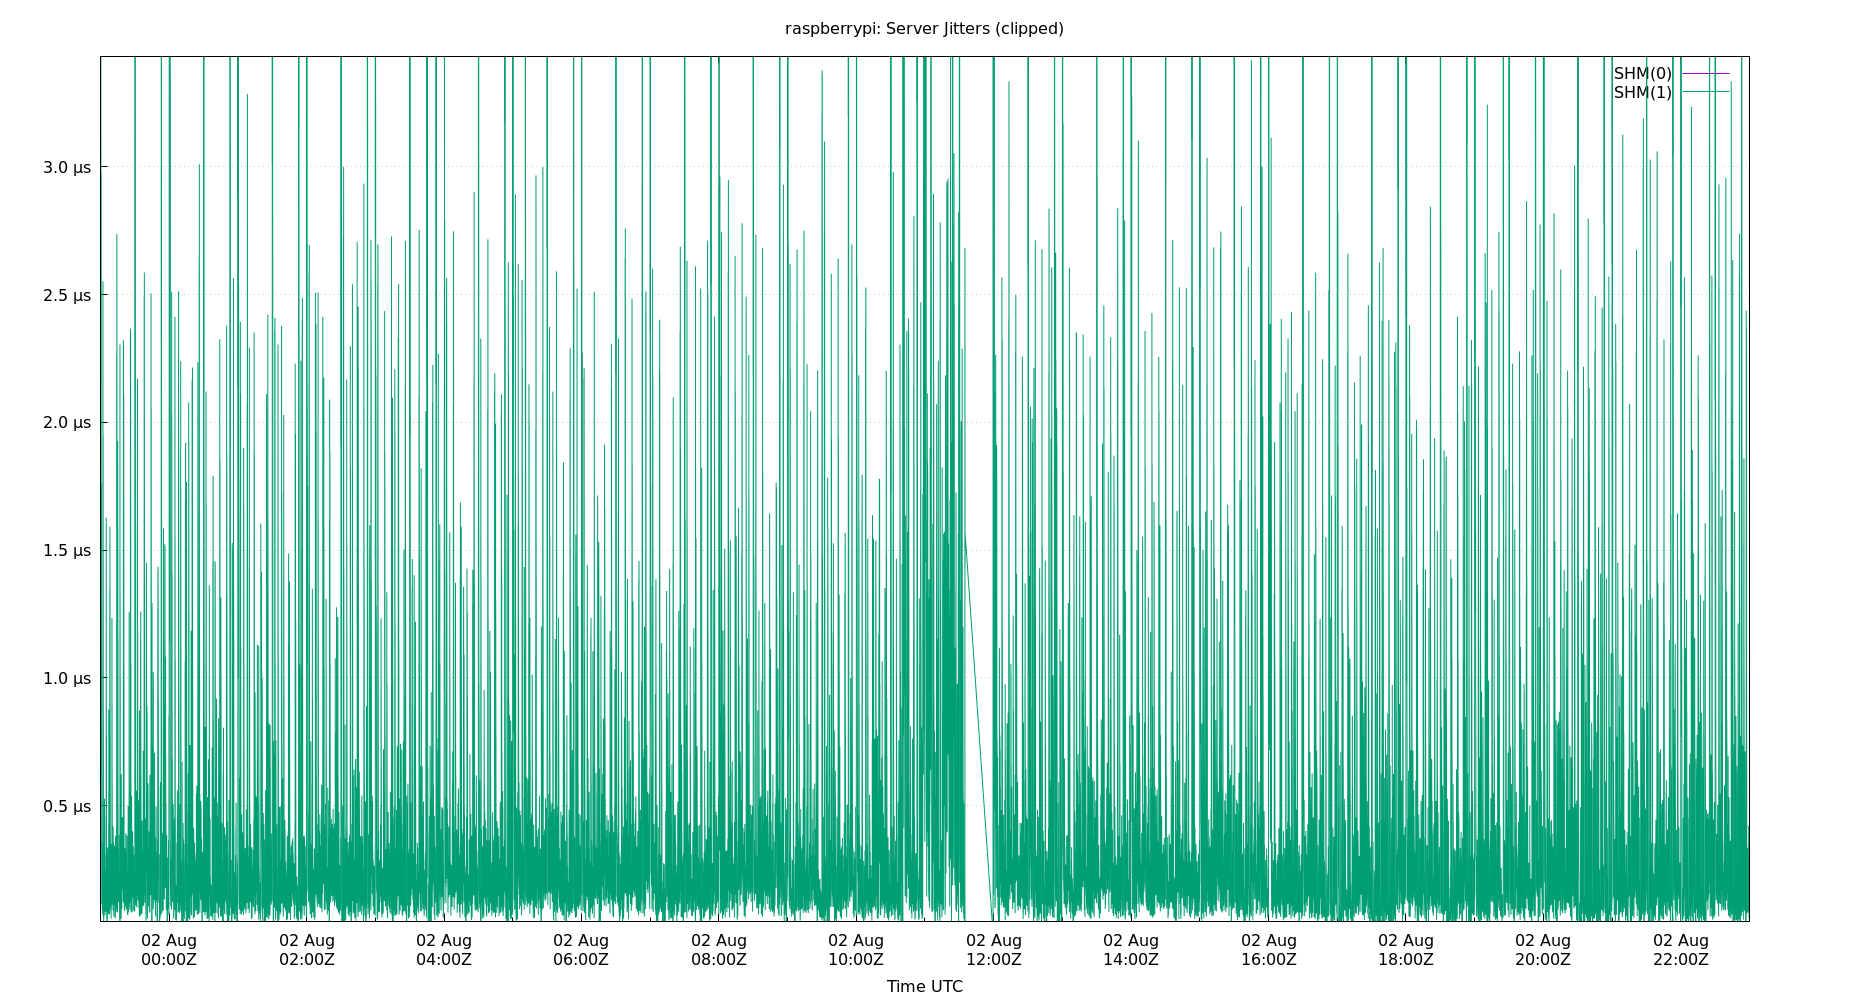 raspberrypi: Server Jitters (clipped)
SHM(0)
SHM(1)
3.0 µs
2.5 µs
2.0 µs
1.5 µs
1.0 µs
0.5 µs
02 Aug 02 Aug 02 Aug 02 Aug 02 Aug 02 Aug 02 Aug 02 Aug 02 Aug 02 Aug 02 Aug 02 Aug
00:00Z 02:00Z 04:00Z 06:00Z 08:00Z 10:00Z 12:00Z 14:00Z 16:00Z 18:00Z 20:00Z 22:00Z
Time UTC